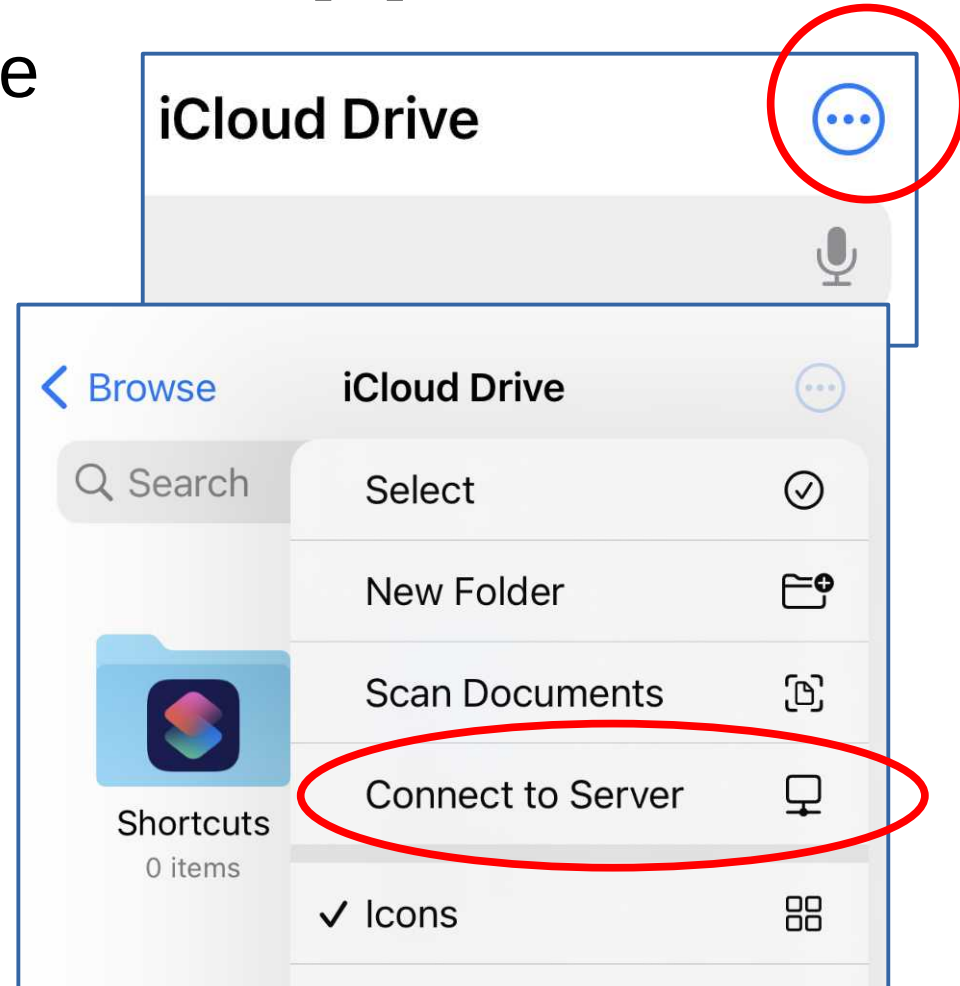 e
iCloud Drive
Browse
iCloud Drive
Search
Select
New Folder
Scan Documents
Connect to Server
Shortcuts
0 items
Icons